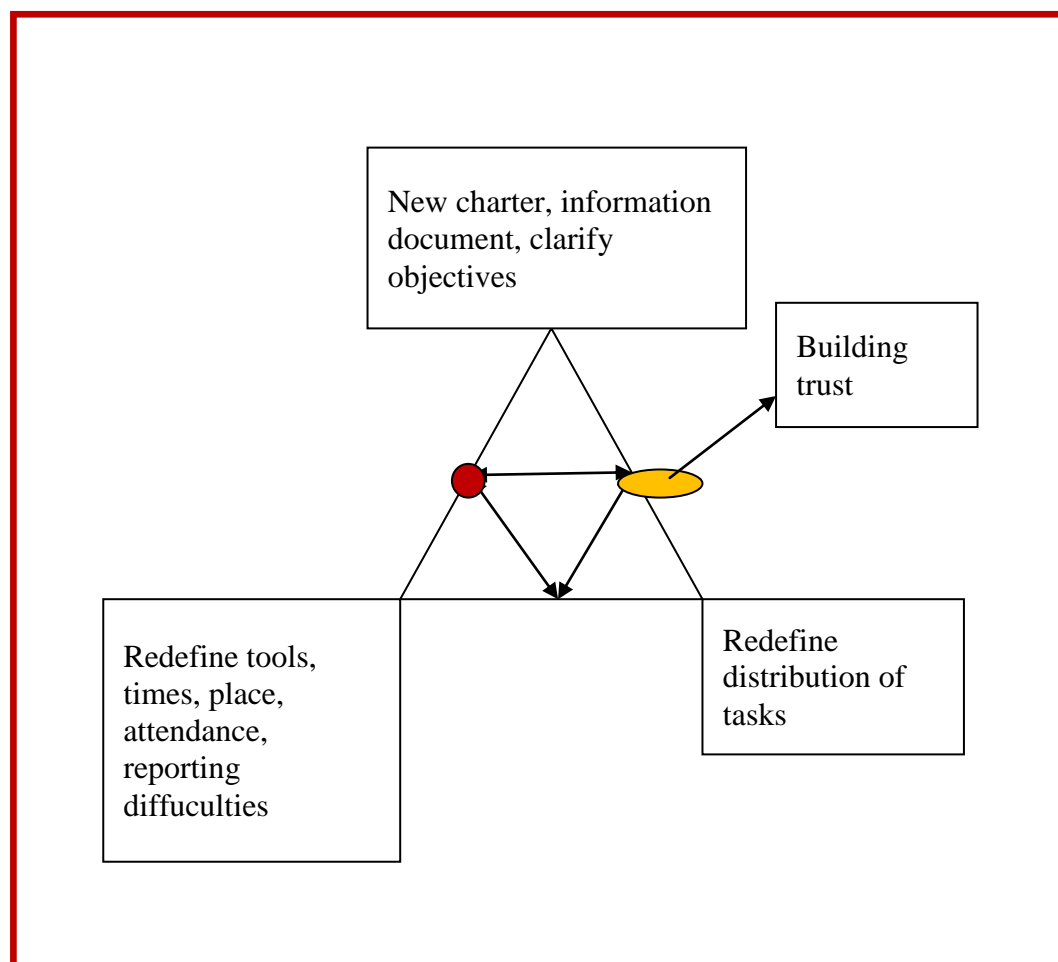 New charter, information
document, clarify
objectives
Building
trust
Redefine tools,
times, place,
attendance,
reporting
diffuculties
Redefine
distribution of
tasks